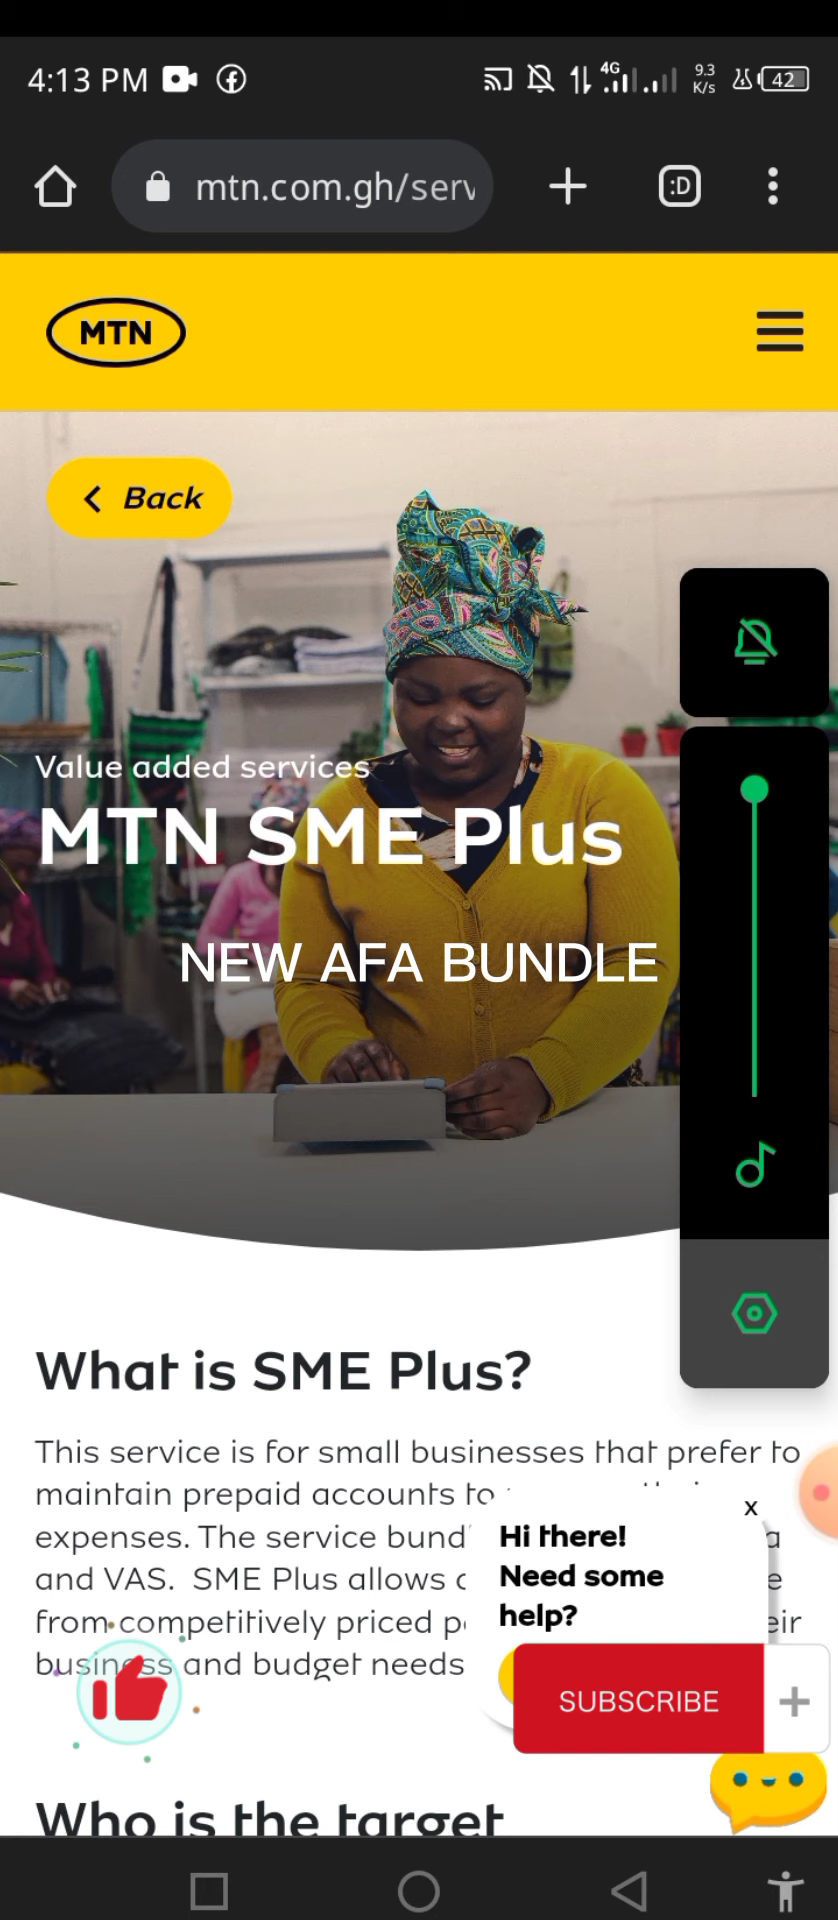 4:13 PM
4G
9.3
K/s
42
mtn.com.gh/serv
:D
MTN
Back
Value added services
MTN SME Plus
NEW AFA BUNDLE
What is SME Plus?
This service is for small businesses that prefer to
maintain prepaid accounts to
expenses. The service
and VAS. SME Plus allows
from competitively priced
business and budget needs
x
Hi there!
Need some
help?
SUBSCRIBE
Who is the target